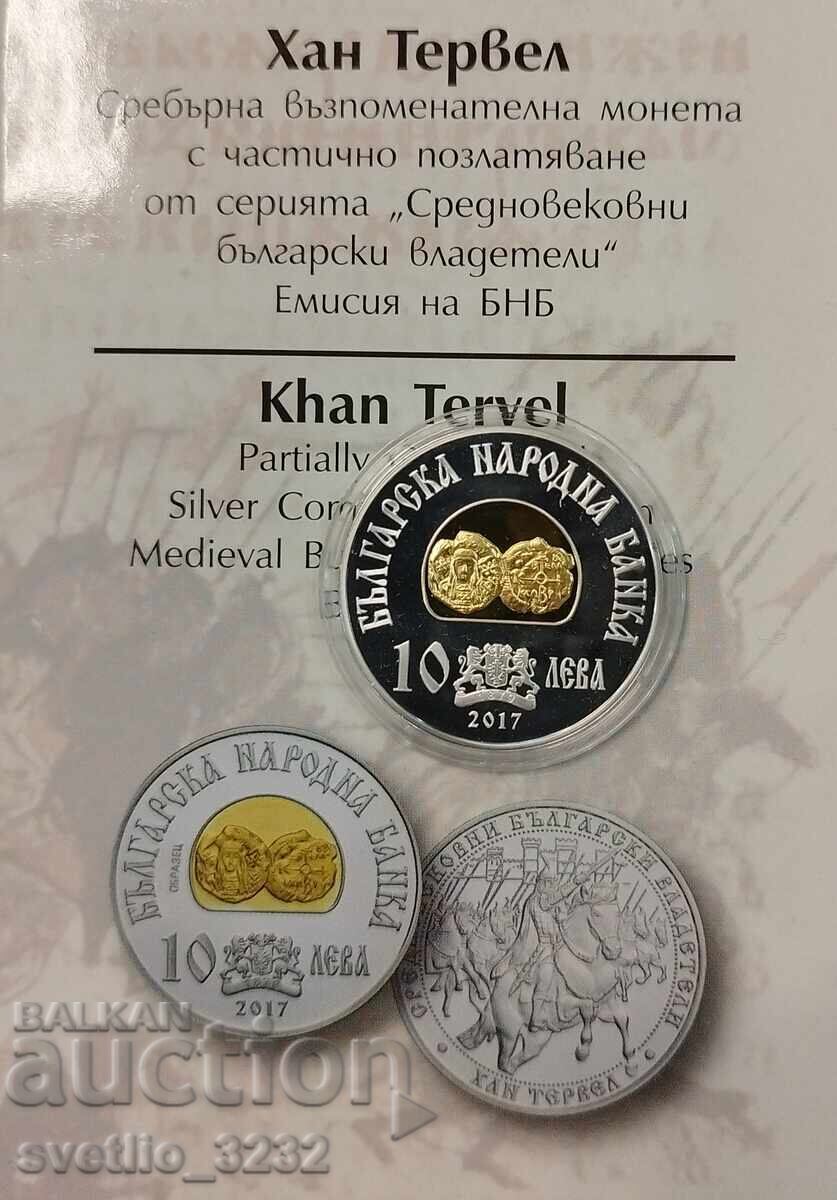 Хан Тервел
Сребърна възпоменателна монета
с частично позлатяване
от серията „Средновековни
български владетели“
Емисия на БНБ
Khan Tervel
Partially
Silver
Medieval
БЪЛГАРСКА НАРОДНА БАНКА
10 ЛЕВА
1879
2017
БЪЛГАРСКА НАРОДНА БАНКА
ОБРАЗЕЦ
10 ЛЕВА
2017
БЪЛГАРСКИ ВЛАДЕТЕЛИ
ХАН ТЕРВЕЛ
BALKAN
auction
svetlio_3232